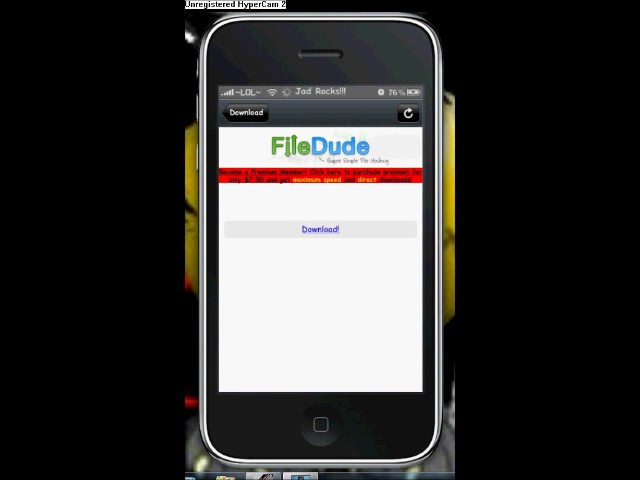 Unregistered HyperCam 2
~LOL~ Jad Rocks!!! 76%
Download
FileDude
Super Simple File Hosting
Become a Premium Member! Click here to purchase premium for
only $7.90 and get maximum speed and direct downloads!
Download!